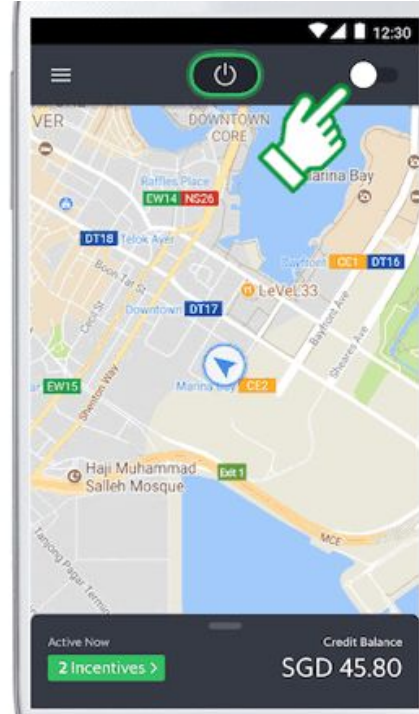 12:30
VER
DOWNTOWN
CORE
Marina Bay
Raffles Place
EW14 NS26
DT18 Telok Ayer
Bayfront CE1 DT16
Boon Tat St
LeVeL33
Cecil St
Downtown DT17
Bayfront Ave
Sheares Ave
Marina Bay CE2
EW15
Shenton Way
Haji Muhammad
Salleh Mosque
Exit 1
MCE
Tanjong Pagar Terminal
Active Now
Credit Balance
2 Incentives >
SGD 45.80